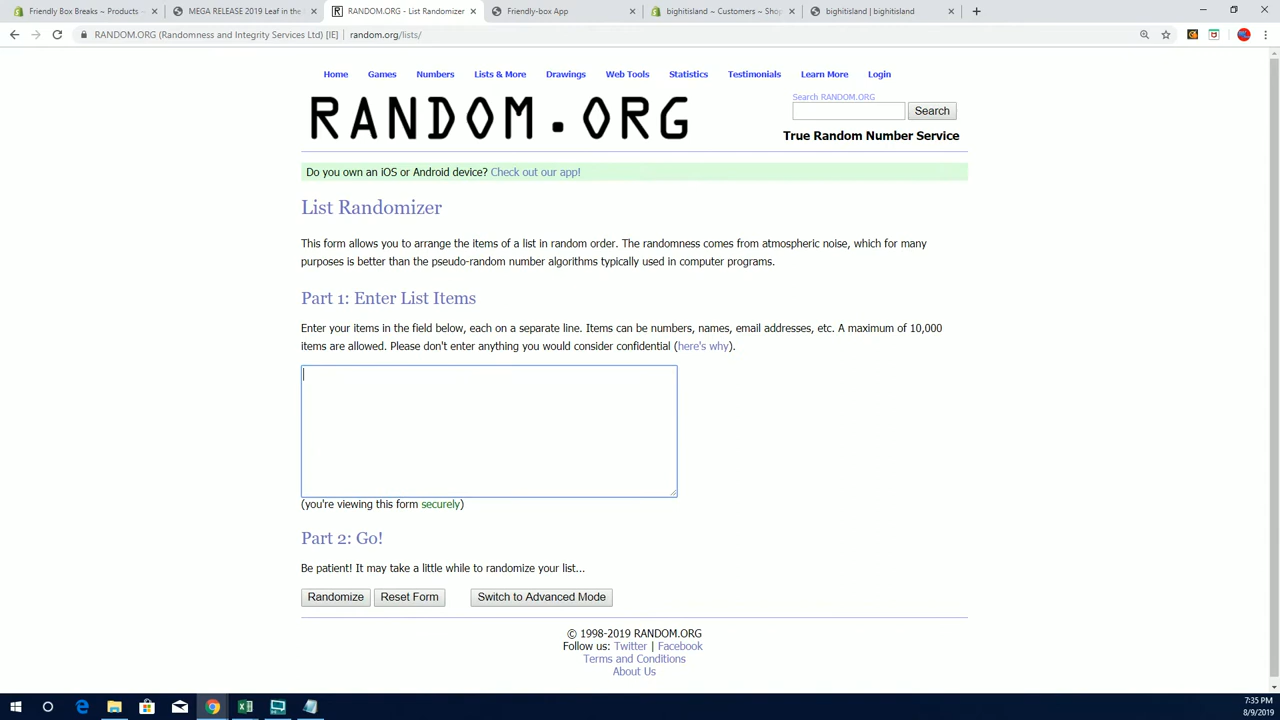 Friendly Box Breaks ~ Products ~
MEGA RELEASE 2019 Leaf in the
RANDOM.ORG - List Randomizer
Friendly-box App
bighitisland ~ Customers ~ Shop
bighitisland | bighitisland
RANDOM.ORG (Randomness and Integrity Services Ltd) [IE] | random.org/lists/
Home Games Numbers Lists & More Drawings Web Tools Statistics Testimonials Learn More Login
RANDOM.ORG
Search RANDOM.ORG
Search
True Random Number Service
Do you own an iOS or Android device? Check out our app!
List Randomizer
This form allows you to arrange the items of a list in random order. The randomness comes from atmospheric noise, which for many
purposes is better than the pseudo-random number algorithms typically used in computer programs.
Part 1: Enter List Items
Enter your items in the field below, each on a separate line. Items can be numbers, names, email addresses, etc. A maximum of 10,000
items are allowed. Please don't enter anything you would consider confidential (here's why).
(you're viewing this form securely)
Part 2: Go!
Be patient! It may take a little while to randomize your list...
Randomize Reset Form Switch to Advanced Mode
© 1998-2019 RANDOM.ORG
Follow us: Twitter | Facebook
Terms and Conditions
About Us
7:35 PM
8/9/2019